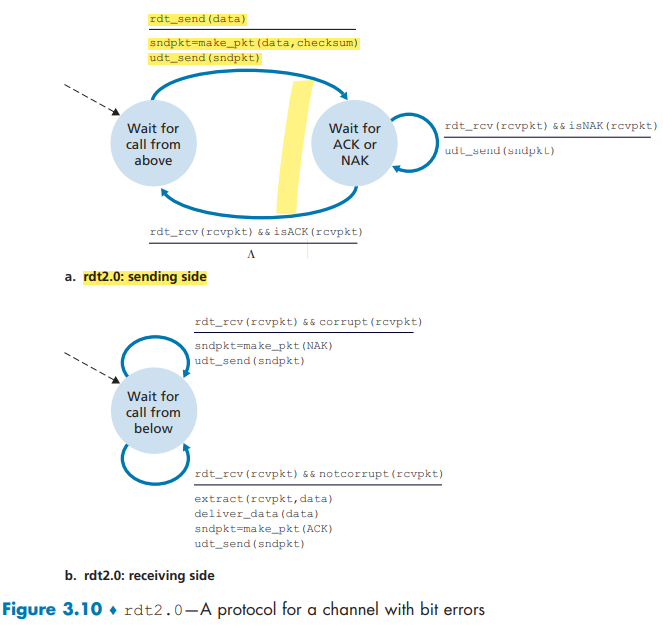 rdt_send(data)
sndpkt=make_pkt(data,checksum)
udt_send(sndpkt)
Wait for
call from
above
Wait for
ACK or
NAK
rdt_rcv(rcvpkt) && isNAK(rcvpkt)
udt_send(sndpkt)
rdt_rcv(rcvpkt) && isACK(rcvpkt)
Λ
a. rdt2.0: sending side
rdt_rcv(rcvpkt) && corrupt(rcvpkt)
sndpkt=make_pkt(NAK)
udt_send(sndpkt)
Wait for
call from
below
rdt_rcv(rcvpkt) && notcorrupt(rcvpkt)
extract(rcvpkt,data)
deliver_data(data)
sndpkt=make_pkt(ACK)
udt_send(sndpkt)
b. rdt2.0: receiving side
Figure 3.10 ♦ rdt2.0—A protocol for a channel with bit errors